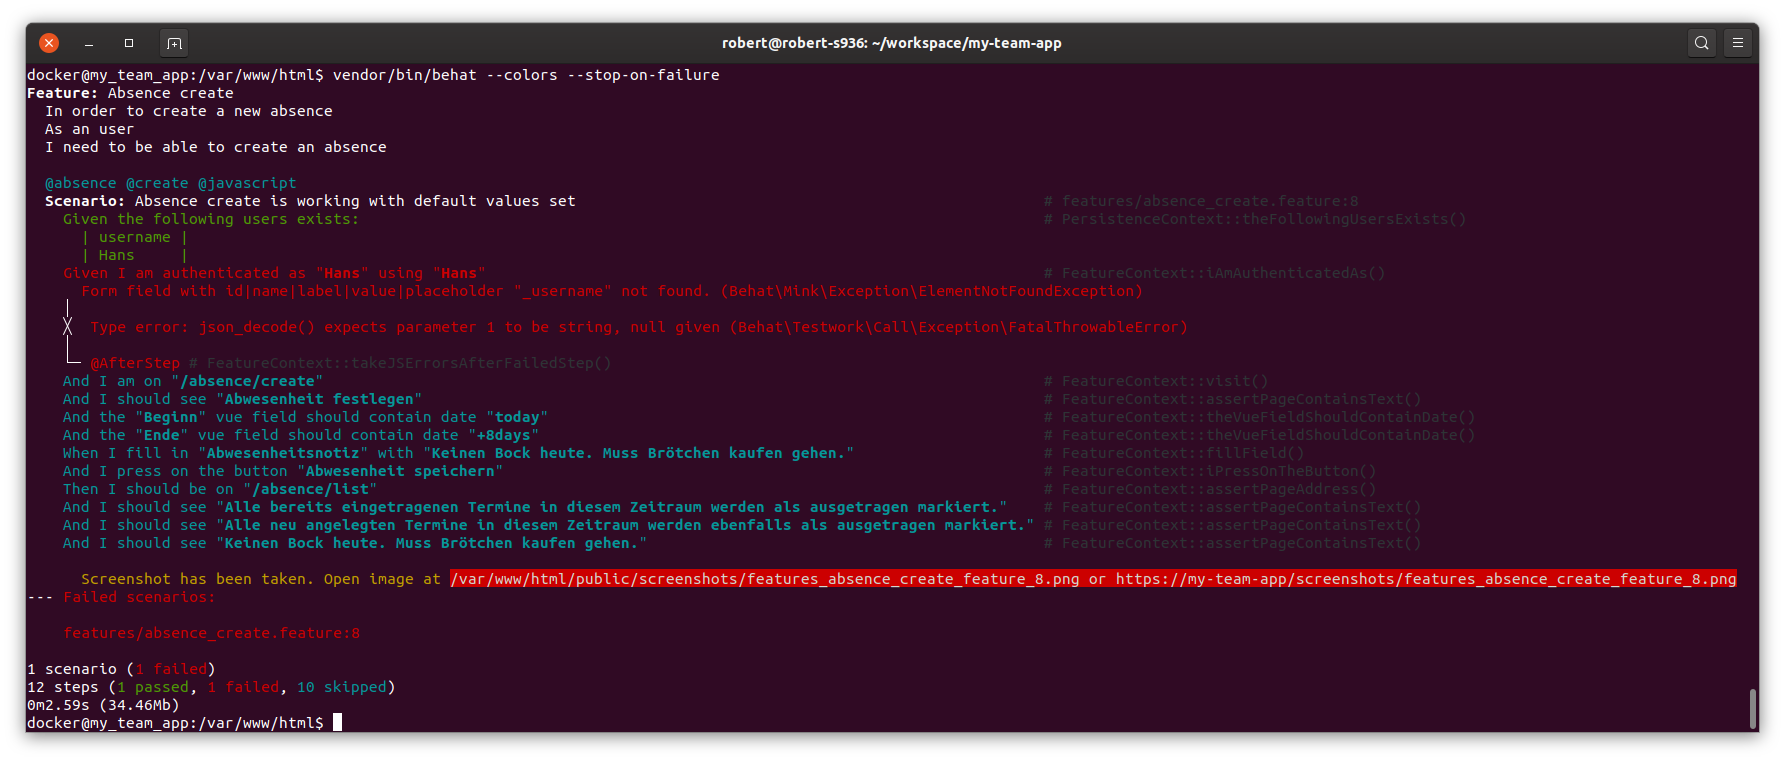 robert@robert-s936: ~/workspace/my-team-app
docker@my_team_app:/var/www/html$ vendor/bin/behat --colors --stop-on-failure
Feature: Absence create
  In order to create a new absence
  As an user
  I need to be able to create an absence

  @absence @create @javascript
  Scenario: Absence create is working with default values set # features/absence_create.feature:8
    Given the following users exists: # PersistenceContext::theFollowingUsersExists()
      | username |
      | Hans     |
    Given I am authenticated as "Hans" using "Hans" # FeatureContext::iAmAuthenticatedAs()
      Form field with id|name|label|value|placeholder "_username" not found. (Behat\Mink\Exception\ElementNotFoundException)
    │
    ╳  Type error: json_decode() expects parameter 1 to be string, null given (Behat\Testwork\Call\Exception\FatalThrowableError)
    │
    └─ @AfterStep # FeatureContext::takeJSErrorsAfterFailedStep()
    And I am on "/absence/create" # FeatureContext::visit()
    And I should see "Abwesenheit festlegen" # FeatureContext::assertPageContainsText()
    And the "Beginn" vue field should contain date "today" # FeatureContext::theVueFieldShouldContainDate()
    And the "Ende" vue field should contain date "+8days" # FeatureContext::theVueFieldShouldContainDate()
    When I fill in "Abwesenheitsnotiz" with "Keinen Bock heute. Muss Brötchen kaufen gehen." # FeatureContext::fillField()
    And I press on the button "Abwesenheit speichern" # FeatureContext::iPressOnTheButton()
    Then I should be on "/absence/list" # FeatureContext::assertPageAddress()
    And I should see "Alle bereits eingetragenen Termine in diesem Zeitraum werden als ausgetragen markiert." # FeatureContext::assertPageContainsText()
    And I should see "Alle neu angelegten Termine in diesem Zeitraum werden ebenfalls als ausgetragen markiert." # FeatureContext::assertPageContainsText()
    And I should see "Keinen Bock heute. Muss Brötchen kaufen gehen." # FeatureContext::assertPageContainsText()

      Screenshot has been taken. Open image at /var/www/html/public/screenshots/features_absence_create_feature_8.png or https://my-team-app/screenshots/features_absence_create_feature_8.png
--- Failed scenarios:

    features/absence_create.feature:8

1 scenario (1 failed)
12 steps (1 passed, 1 failed, 10 skipped)
0m2.59s (34.46Mb)
docker@my_team_app:/var/www/html$